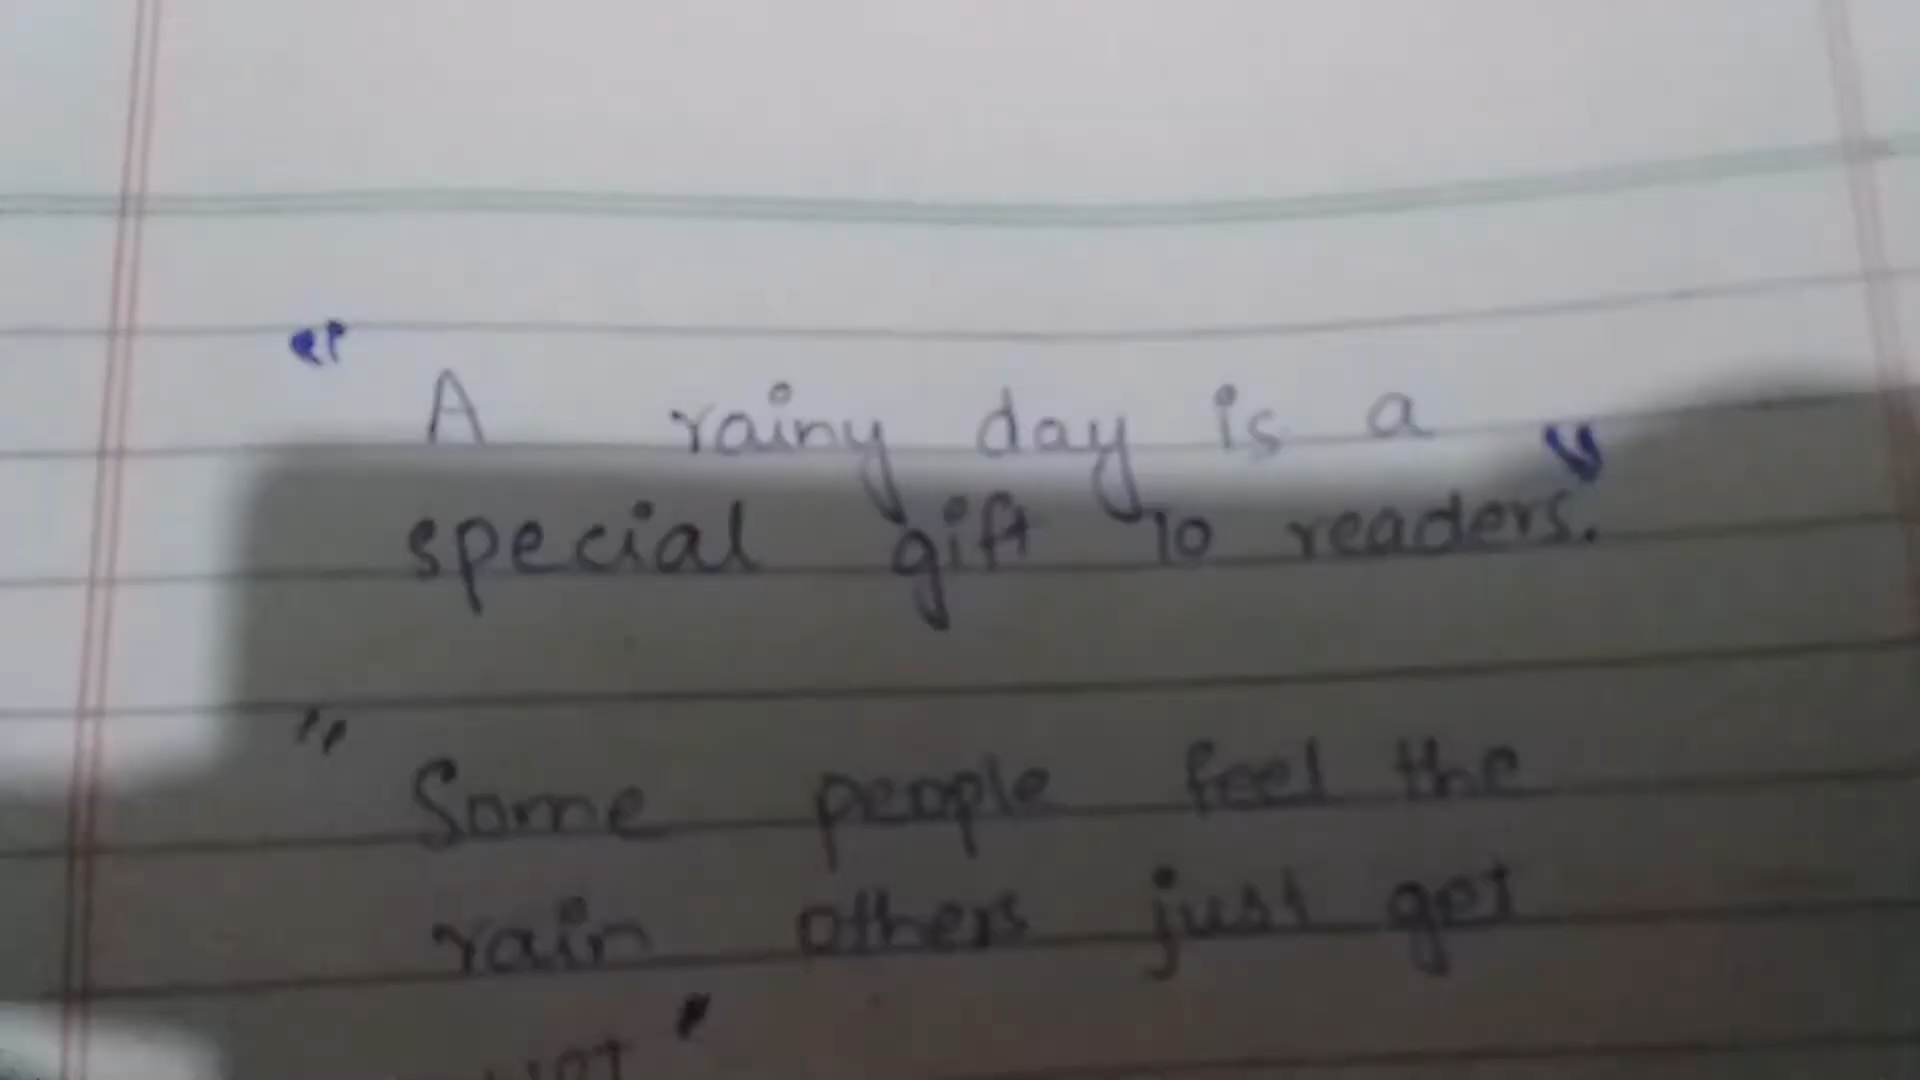 "A rainy day is a
special gift to readers."
"Some people feel the
rain others just get